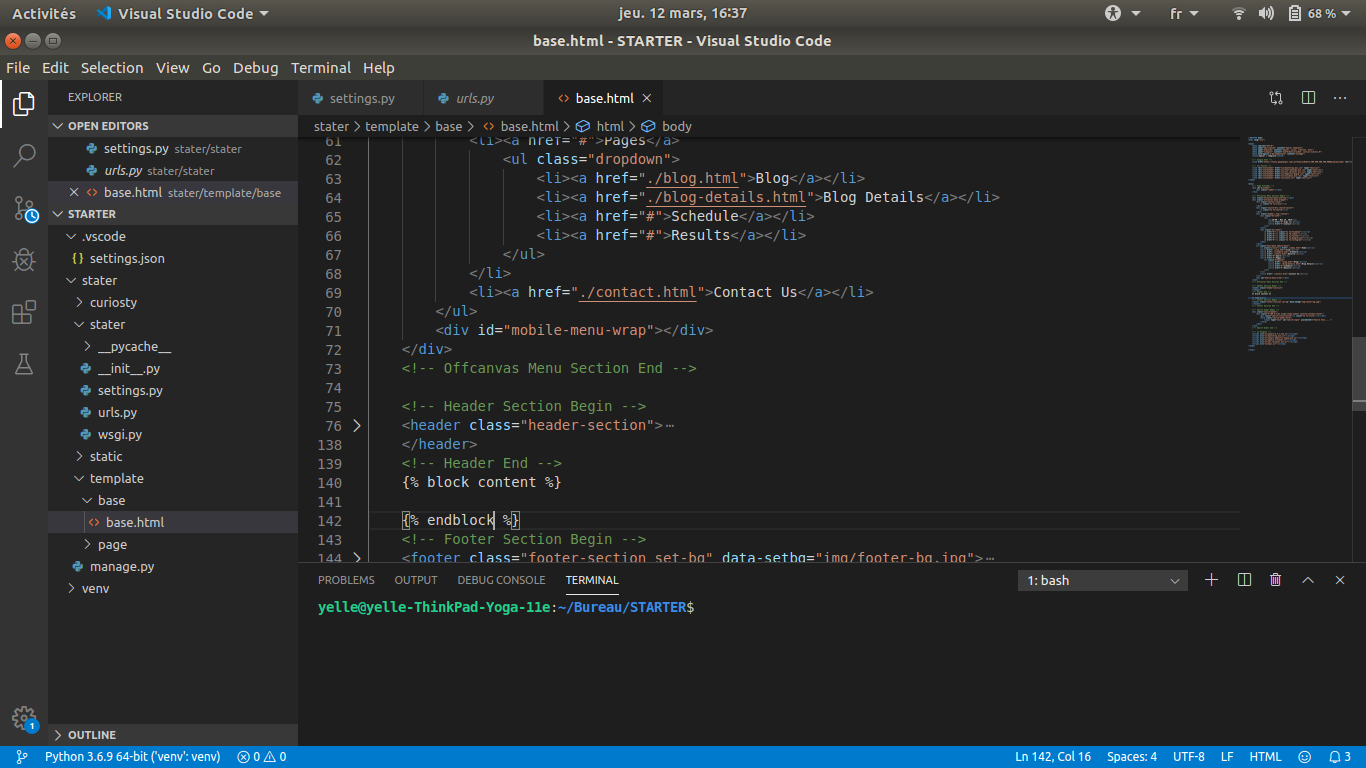 Activités Visual Studio Code jeu. 12 mars, 16:37 fr 68 %
base.html - STARTER - Visual Studio Code
File Edit Selection View Go Debug Terminal Help
EXPLORER
OPEN EDITORS
settings.py stater/stater
urls.py stater/stater
base.html stater/template/base
STARTER
.vscode
{} settings.json
stater
curiosty
stater
__pycache__
__init__.py
settings.py
urls.py
wsgi.py
static
template
base
<> base.html
page
manage.py
venv
OUTLINE
settings.py urls.py <> base.html
stater > template > base > <> base.html > html > body
61 <li><a href="#">Pages</a>
62 <ul class="dropdown">
63 <li><a href="./blog.html">Blog</a></li>
64 <li><a href="./blog-details.html">Blog Details</a></li>
65 <li><a href="#">Schedule</a></li>
66 <li><a href="#">Results</a></li>
67 </ul>
68 </li>
69 <li><a href="./contact.html">Contact Us</a></li>
70 </ul>
71 <div id="mobile-menu-wrap"></div>
72 </div>
73 <!-- Offcanvas Menu Section End -->
74
75 <!-- Header Section Begin -->
76 <header class="header-section">…
138 </header>
139 <!-- Header End -->
140 {% block content %}
141
142 {% endblock %}
143 <!-- Footer Section Begin -->
144 <footer class="footer-section set-bg" data-setbg="img/footer-bg.jpg">…
PROBLEMS OUTPUT DEBUG CONSOLE TERMINAL 1: bash
yelle@yelle-ThinkPad-Yoga-11e:~/Bureau/STARTER$
1
Python 3.6.9 64-bit ('venv': venv) 0 0 Ln 142, Col 16 Spaces: 4 UTF-8 LF HTML 3